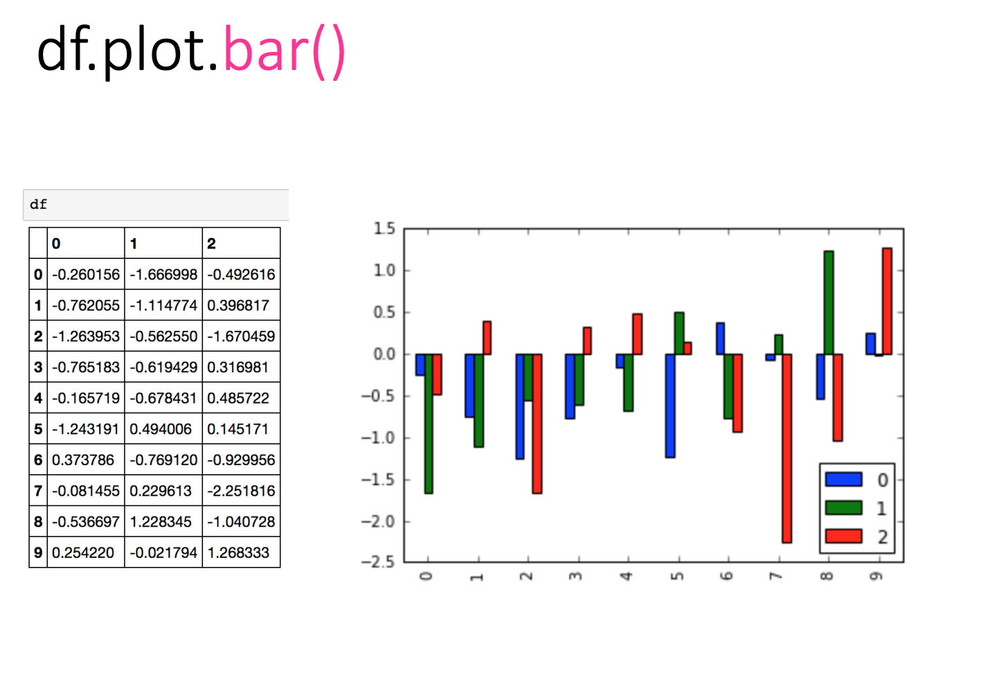 df.plot.bar()
df
0 1 2
0 -0.260156 -1.666998 -0.492616
1 -0.762055 -1.114774 0.396817
2 -1.263953 -0.562550 -1.670459
3 -0.765183 -0.619429 0.316981
4 -0.165719 -0.678431 0.485722
5 -1.243191 0.494006 0.145171
6 0.373786 -0.769120 -0.929956
7 -0.081455 0.229613 -2.251816
8 -0.536697 1.228345 -1.040728
9 0.254220 -0.021794 1.268333
1.5
1.0
0.5
0.0
−0.5
−1.0
−1.5
−2.0
−2.5
0 1 2 3 4 5 6 7 8 9
0
1
2